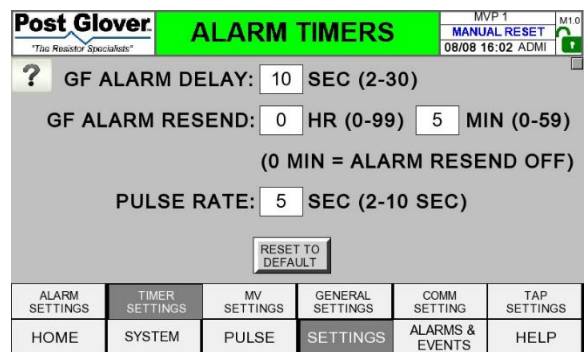 Post Glover.
"The Resistor Specialists"
ALARM TIMERS
MVP 1
MANUAL RESET
08/08 16:02 ADMI
M1.0
? GF ALARM DELAY: 10 SEC (2-30)
GF ALARM RESEND: 0 HR (0-99) 5 MIN (0-59)
(0 MIN = ALARM RESEND OFF)
PULSE RATE: 5 SEC (2-10 SEC)
RESET TO
DEFAULT
ALARM
SETTINGS
TIMER
SETTINGS
MV
SETTINGS
GENERAL
SETTINGS
COMM
SETTING
TAP
SETTINGS
HOME
SYSTEM
PULSE
SETTINGS
ALARMS &
EVENTS
HELP